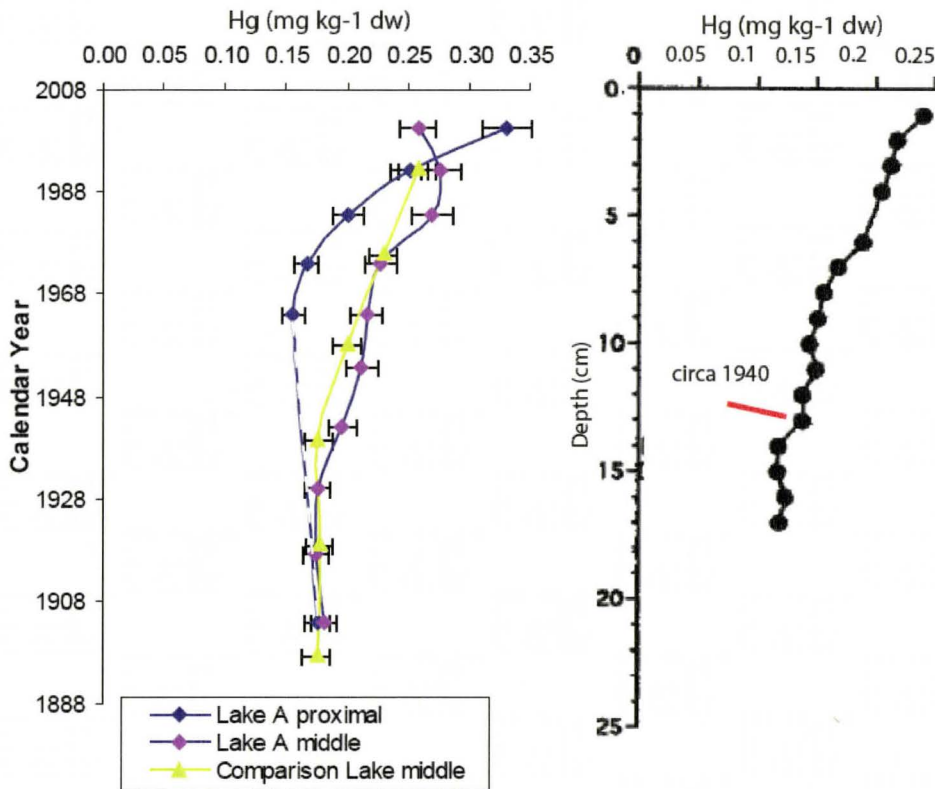 Hg (mg kg-1 dw)
0.00 0.05 0.10 0.15 0.20 0.25 0.30 0.35
2008
1988
1968
1948
1928
1908
1888
Calendar Year
Lake A proximal
Lake A middle
Comparison Lake middle
Hg (mg kg-1 dw)
0 0.05 0.1 0.15 0.2 0.25
0
5
10
15
20
25
Depth (cm)
circa 1940